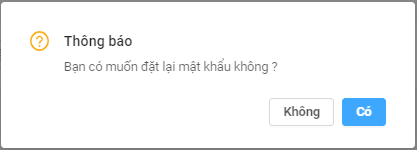 Thông báo
Bạn có muốn đặt lại mật khẩu không ?
Không Có